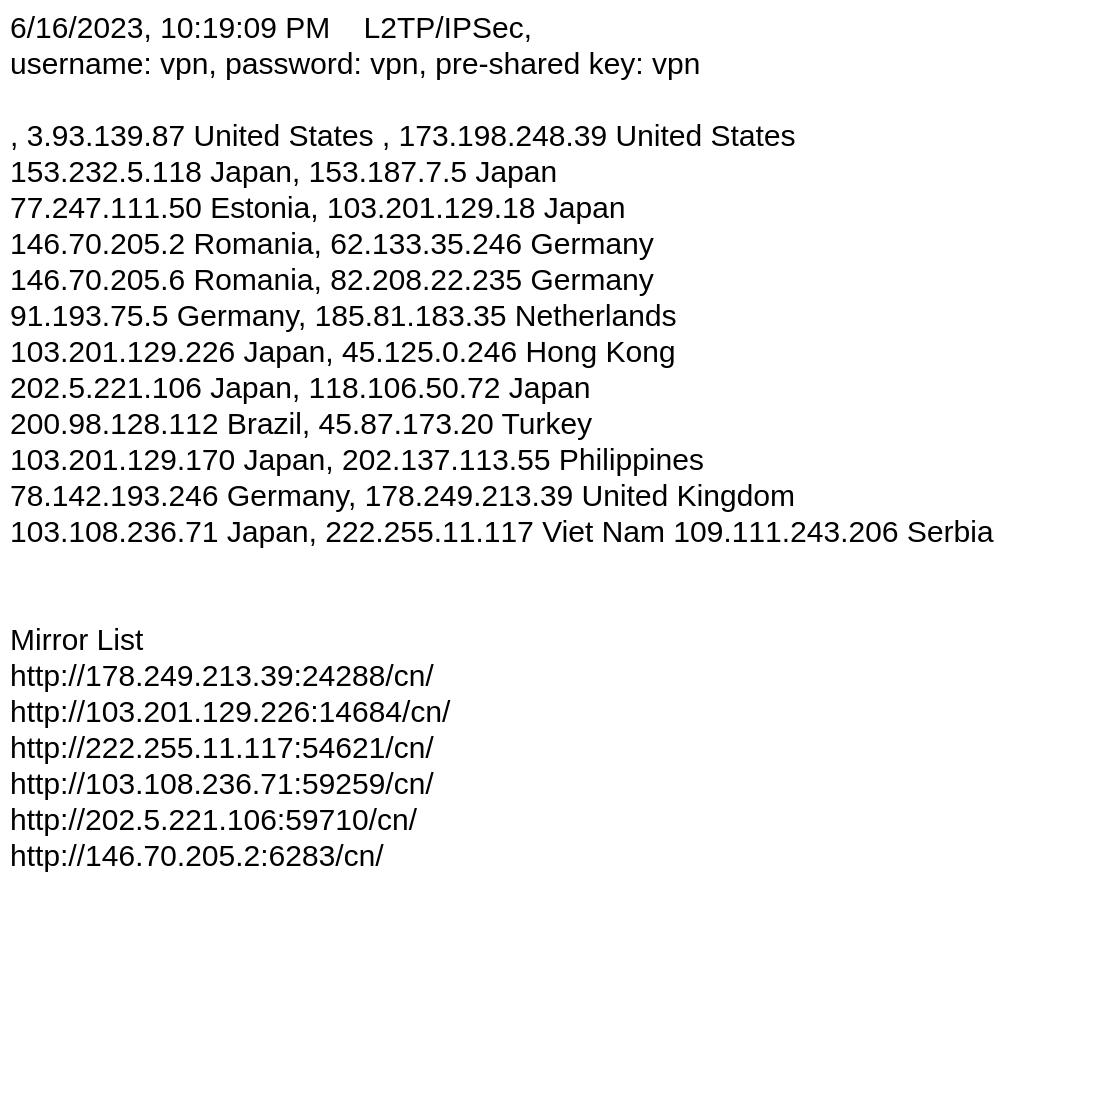 6/16/2023, 10:19:09 PM    L2TP/IPSec,
username: vpn, password: vpn, pre-shared key: vpn
, 3.93.139.87 United States , 173.198.248.39 United States
153.232.5.118 Japan, 153.187.7.5 Japan
77.247.111.50 Estonia, 103.201.129.18 Japan
146.70.205.2 Romania, 62.133.35.246 Germany
146.70.205.6 Romania, 82.208.22.235 Germany
91.193.75.5 Germany, 185.81.183.35 Netherlands
103.201.129.226 Japan, 45.125.0.246 Hong Kong
202.5.221.106 Japan, 118.106.50.72 Japan
200.98.128.112 Brazil, 45.87.173.20 Turkey
103.201.129.170 Japan, 202.137.113.55 Philippines
78.142.193.246 Germany, 178.249.213.39 United Kingdom
103.108.236.71 Japan, 222.255.11.117 Viet Nam 109.111.243.206 Serbia
Mirror List
http://178.249.213.39:24288/cn/
http://103.201.129.226:14684/cn/
http://222.255.11.117:54621/cn/
http://103.108.236.71:59259/cn/
http://202.5.221.106:59710/cn/
http://146.70.205.2:6283/cn/